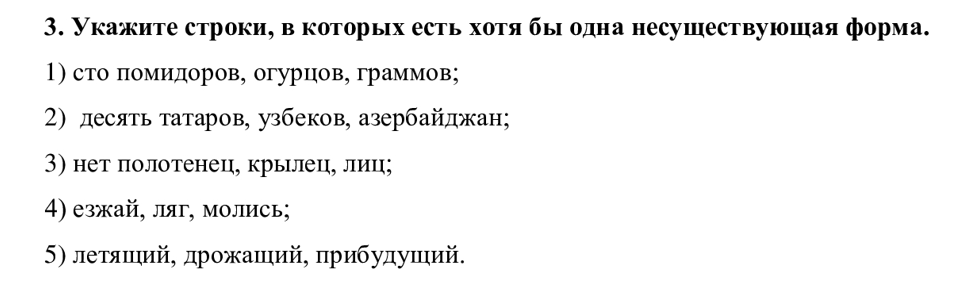 3. Укажите строки, в которых есть хотя бы одна несуществующая форма.
1) сто помидоров, огурцов, граммов;
2) десять татаров, узбеков, азербайджан;
3) нет полотенец, крылец, лиц;
4) езжай, ляг, молись;
5) летящий, дрожащий, прибудущий.